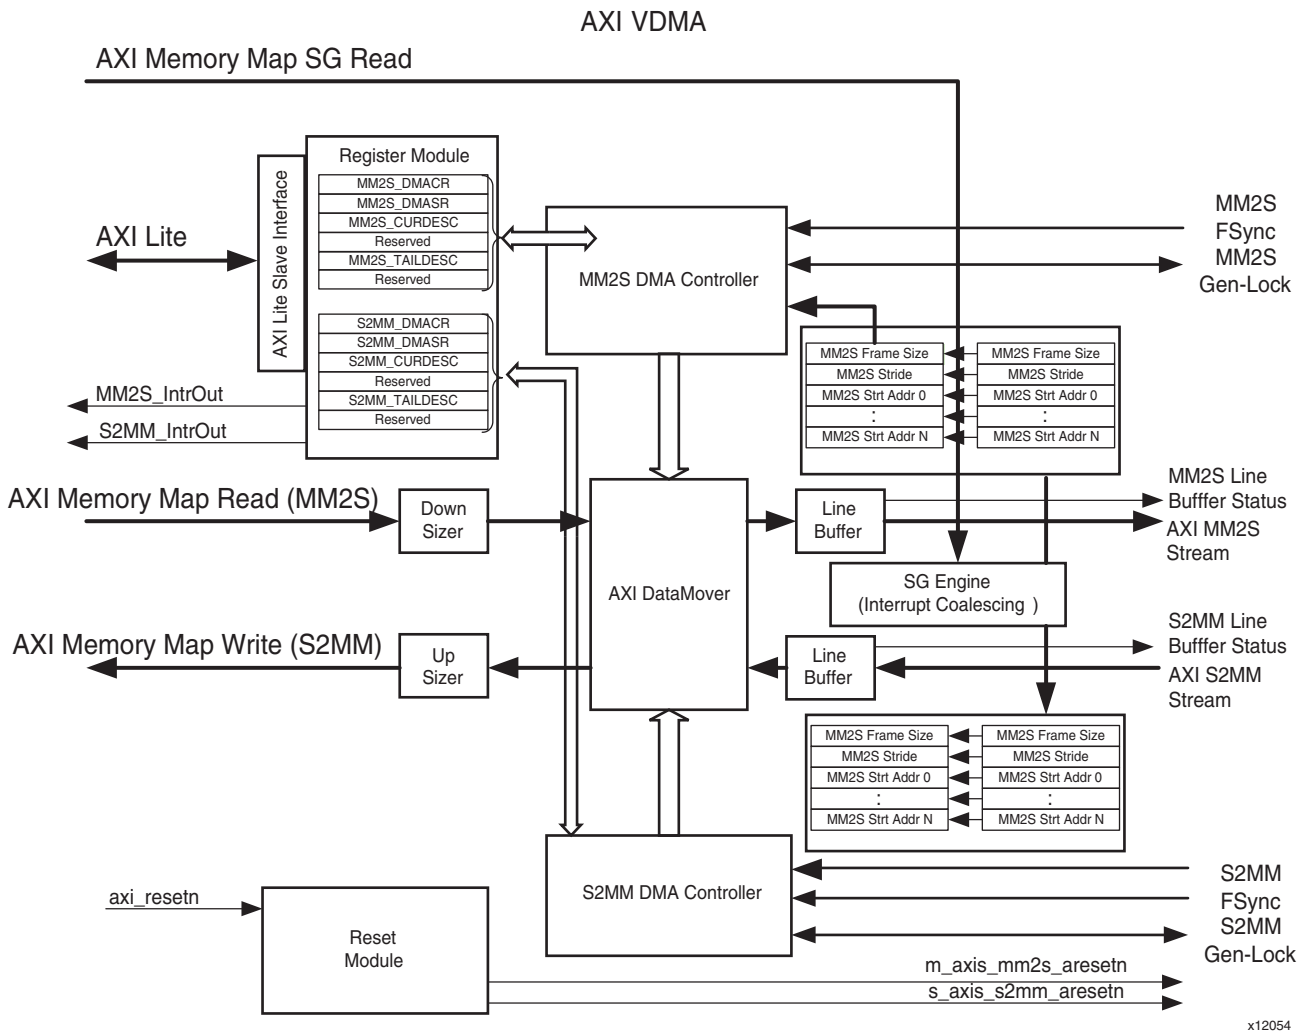 AXI VDMA
AXI Memory Map SG Read
Register Module
AXI Lite Slave Interface
MM2S_DMACR
MM2S_DMASR
MM2S_CURDESC
Reserved
MM2S_TAILDESC
Reserved
S2MM_DMACR
S2MM_DMASR
S2MM_CURDESC
Reserved
S2MM_TAILDESC
Reserved
AXI Lite
MM2S_IntrOut
S2MM_IntrOut
MM2S DMA Controller
MM2S
FSync
MM2S
Gen-Lock
MM2S Frame Size
MM2S Stride
MM2S Strt Addr 0
:
MM2S Strt Addr N
MM2S Frame Size
MM2S Stride
MM2S Strt Addr 0
:
MM2S Strt Addr N
AXI Memory Map Read (MM2S)
Down
Sizer
AXI DataMover
Line
Buffer
MM2S Line
Bufffer Status
AXI MM2S
Stream
SG Engine
(Interrupt Coalescing )
AXI Memory Map Write (S2MM)
Up
Sizer
Line
Buffer
S2MM Line
Bufffer Status
AXI S2MM
Stream
MM2S Frame Size
MM2S Stride
MM2S Strt Addr 0
:
MM2S Strt Addr N
MM2S Frame Size
MM2S Stride
MM2S Strt Addr 0
:
MM2S Strt Addr N
S2MM DMA Controller
S2MM
FSync
S2MM
Gen-Lock
axi_resetn
Reset
Module
m_axis_mm2s_aresetn
s_axis_s2mm_aresetn
x12054